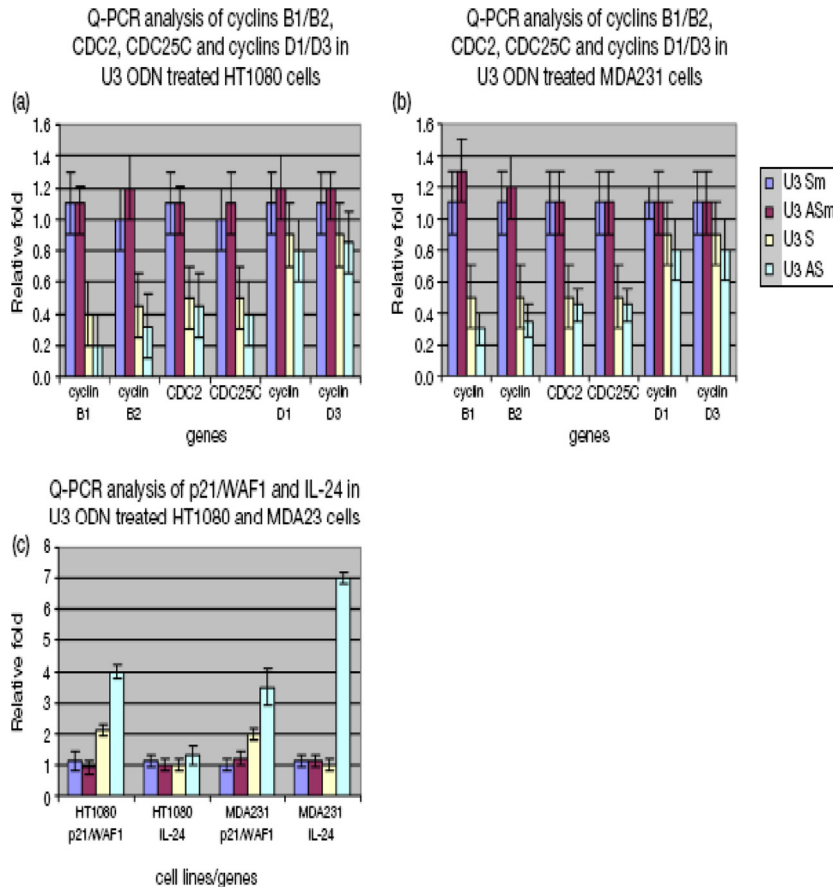 Q-PCR analysis of cyclins B1/B2,
CDC2, CDC25C and cyclins D1/D3 in
U3 ODN treated HT1080 cells
(a)
1.6
1.4
1.2
1.0
0.8
0.6
0.4
0.2
0.0
Relative fold
cyclin B1
cyclin B2
CDC2
CDC25C
cyclin D1
cyclin D3
genes
Q-PCR analysis of cyclins B1/B2,
CDC2, CDC25C and cyclins D1/D3 in
U3 ODN treated MDA231 cells
(b)
1.6
1.4
1.2
1.0
0.8
0.6
0.4
0.2
0.0
Relative fold
cyclin B1
cyclin B2
CDC2
CDC25C
cyclin D1
cyclin D3
genes
U3 Sm
U3 ASm
U3 S
U3 AS
Q-PCR analysis of p21/WAF1 and IL-24 in
U3 ODN treated HT1080 and MDA23 cells
(c)
8
7
6
5
4
3
2
1
0
Relative fold
HT1080
p21/WAF1
HT1080
IL-24
MDA231
p21/WAF1
MDA231
IL-24
cell lines/genes